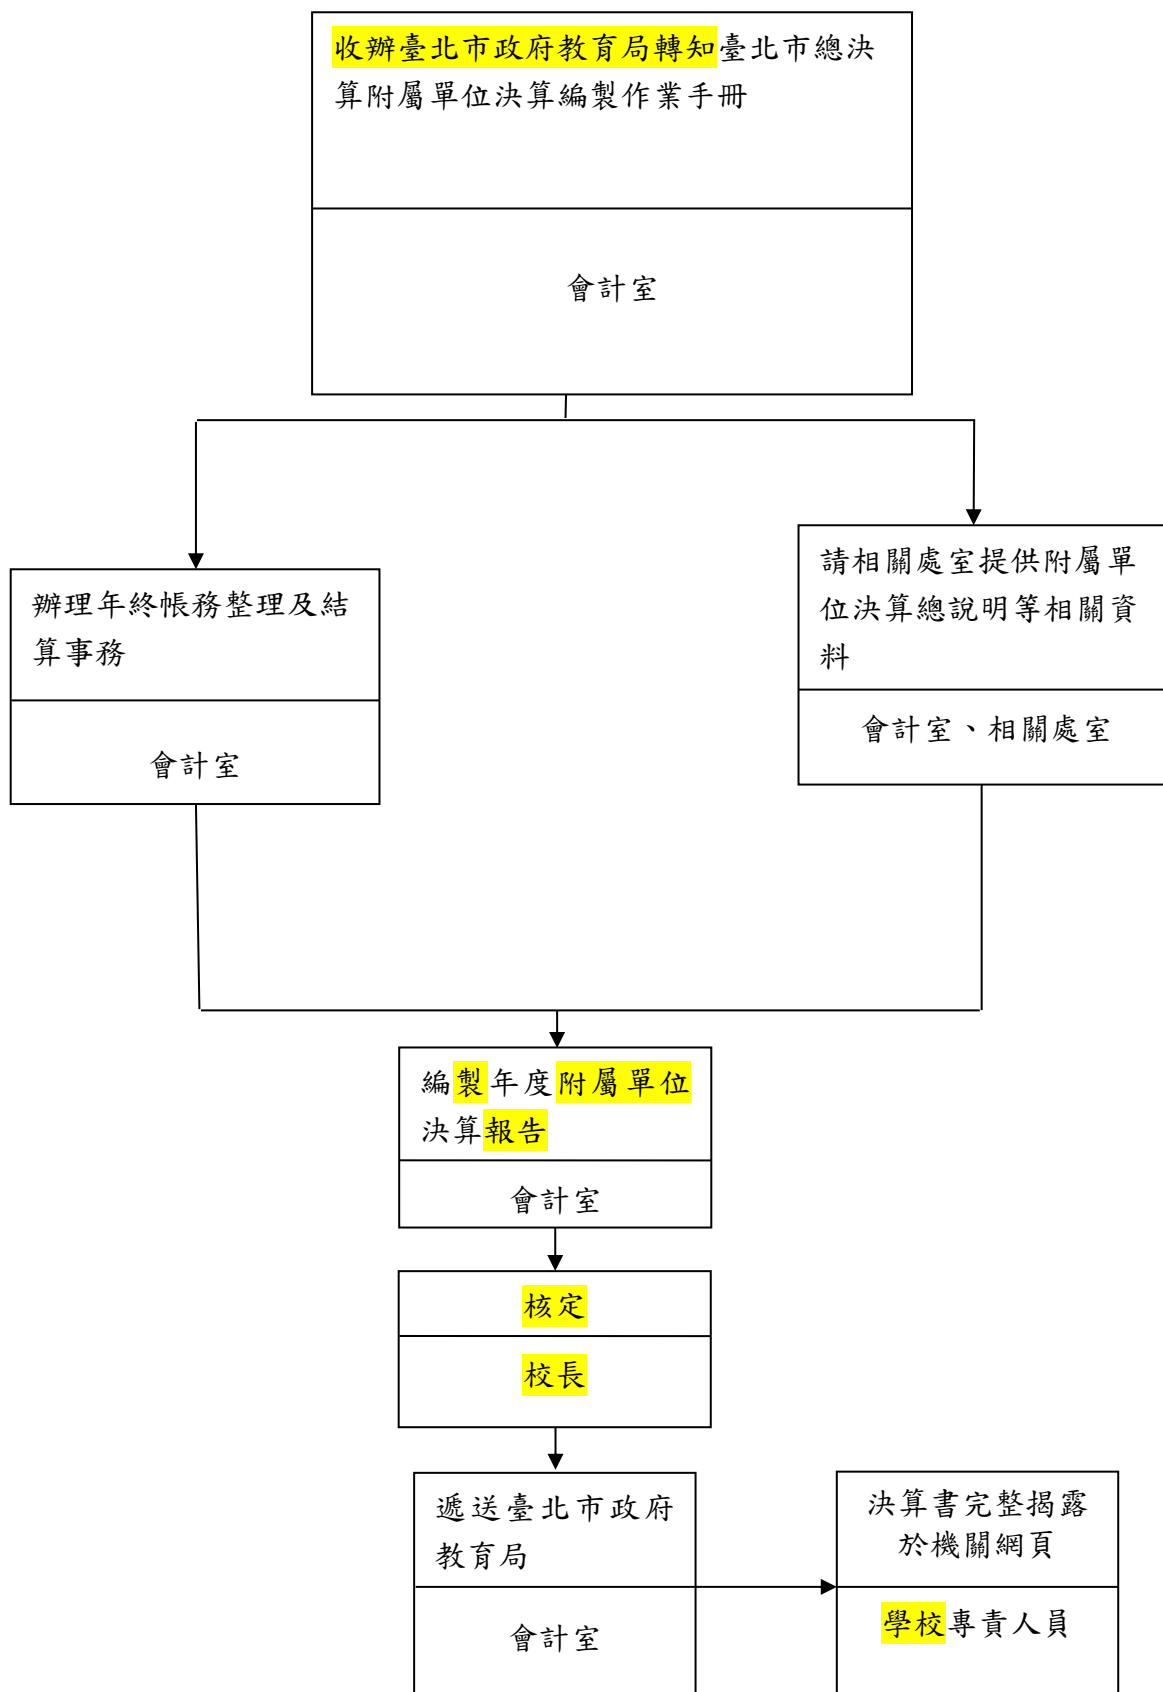 收辦臺北市政府教育局轉知臺北市總決
算附屬單位決算編製作業手冊
會計室
辦理年終帳務整理及結
算事務
會計室
請相關處室提供附屬單
位決算總說明等相關資
料
會計室、相關處室
編製年度附屬單位
決算報告
會計室
核定
校長
遞送臺北市政府
教育局
會計室
決算書完整揭露
於機關網頁
學校專責人員